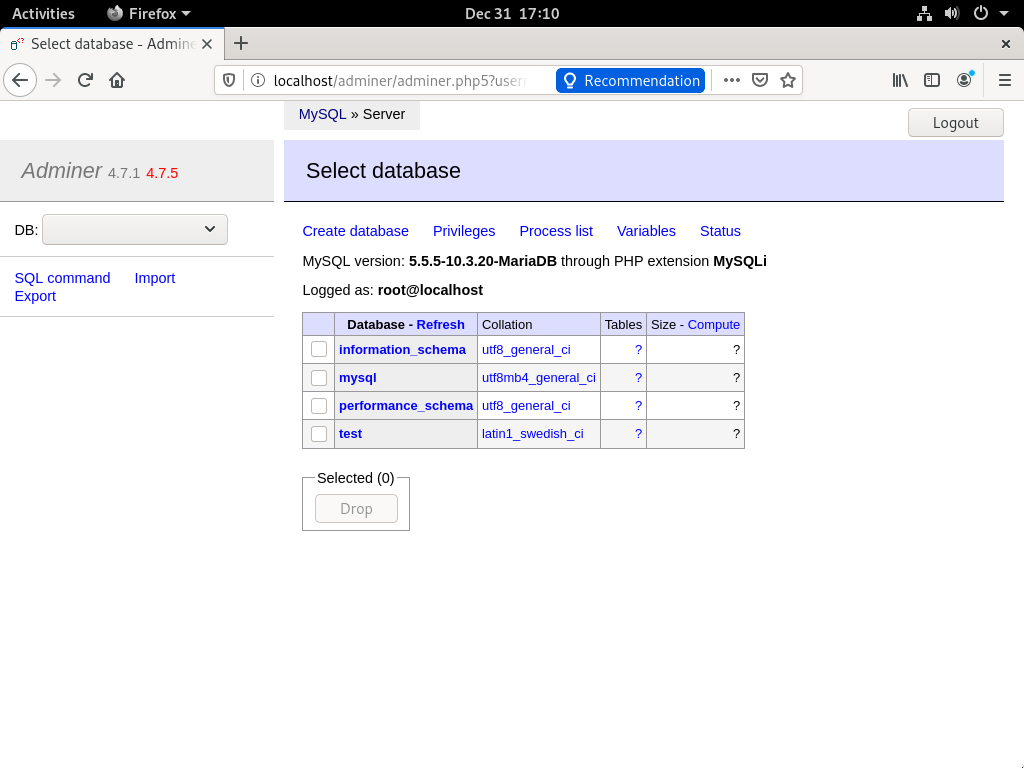 Activities Firefox Dec 31 17:10
Select database - Admine
localhost/adminer/adminer.php5?user Recommendation
MySQL » Server
Logout
Adminer 4.7.1 4.7.5
Select database
DB:
SQL command Import
Export
Create database Privileges Process list Variables Status
MySQL version: 5.5.5-10.3.20-MariaDB through PHP extension MySQLi
Logged as: root@localhost
Database - Refresh Collation Tables Size - Compute
information_schema utf8_general_ci ? ?
mysql utf8mb4_general_ci ? ?
performance_schema utf8_general_ci ? ?
test latin1_swedish_ci ? ?
Selected (0)
Drop